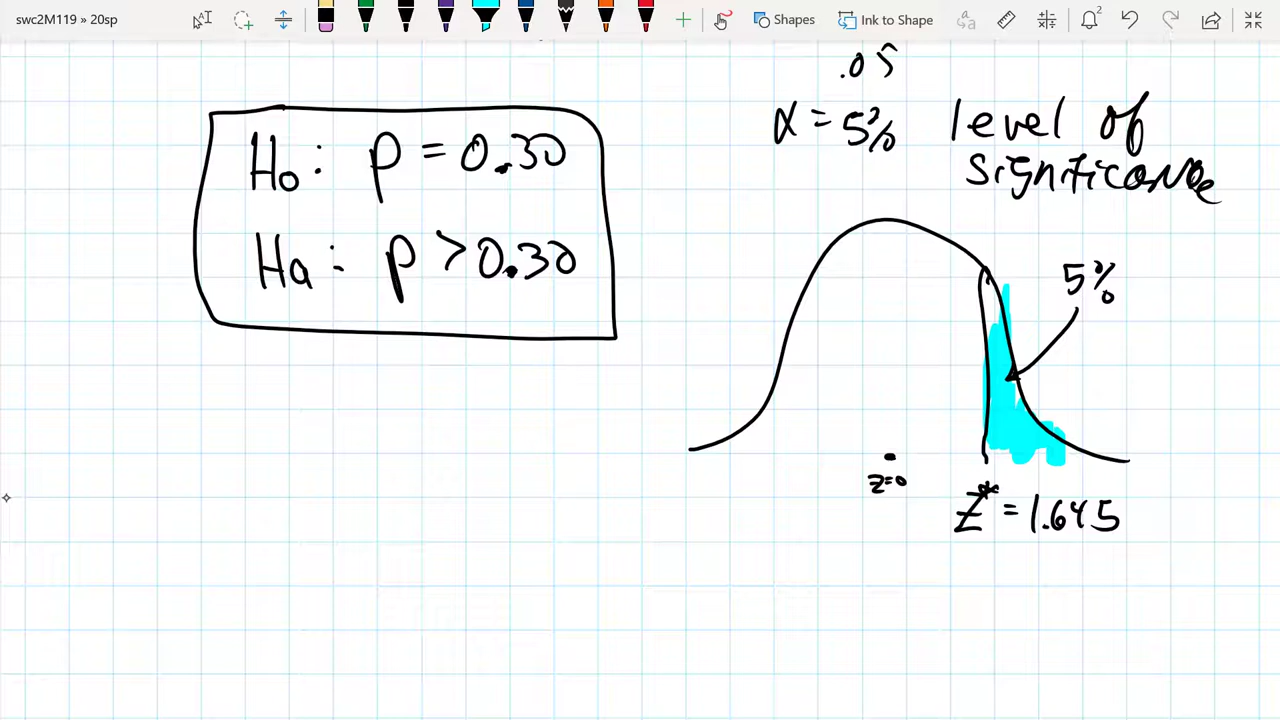 swc2M119 » 20sp
Shapes
Ink to Shape
.05
α = 5% level of
significance
Ho: p = 0.30
Ha: p > 0.30
5%
z=0
Z* = 1.645